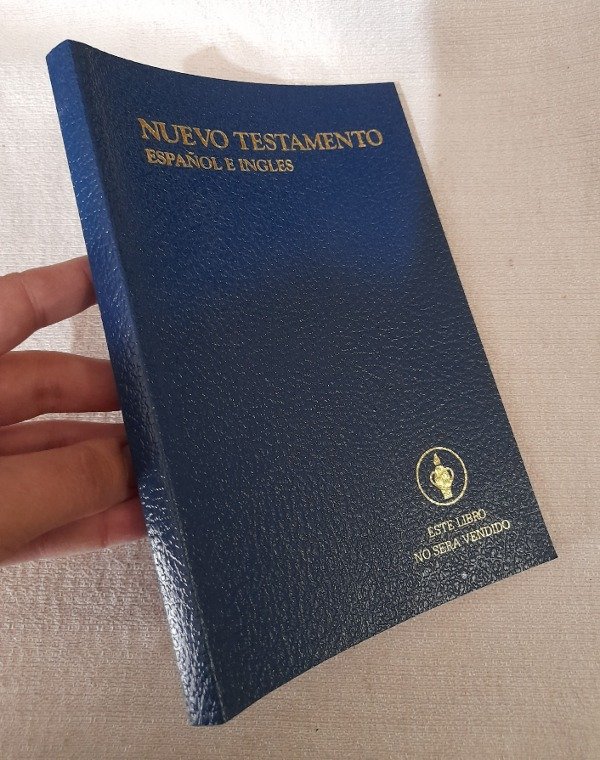 NUEVO TESTAMENTO
ESPAÑOL E INGLES
ESTE LIBRO
NO SERA VENDIDO